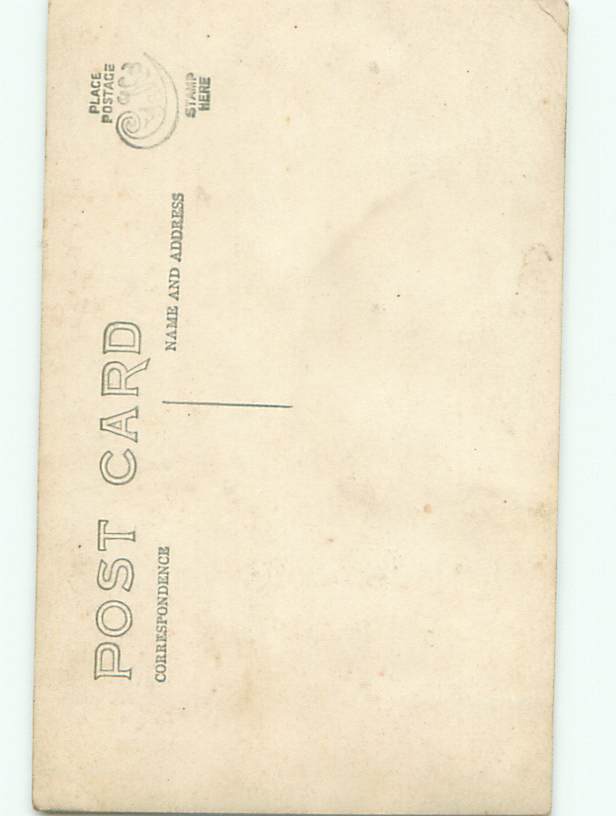 POST CARD
CORRESPONDENCE
NAME AND ADDRESS
PLACE
POSTAGE
STAMP
HERE